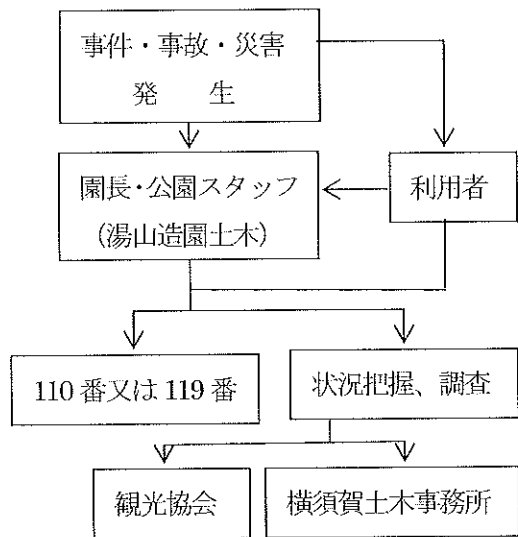 事件・事故・災害
発 生
園長・公園スタッフ
(湯山造園土木)
利用者
110番又は119番
状況把握、調査
観光協会
横須賀土木事務所